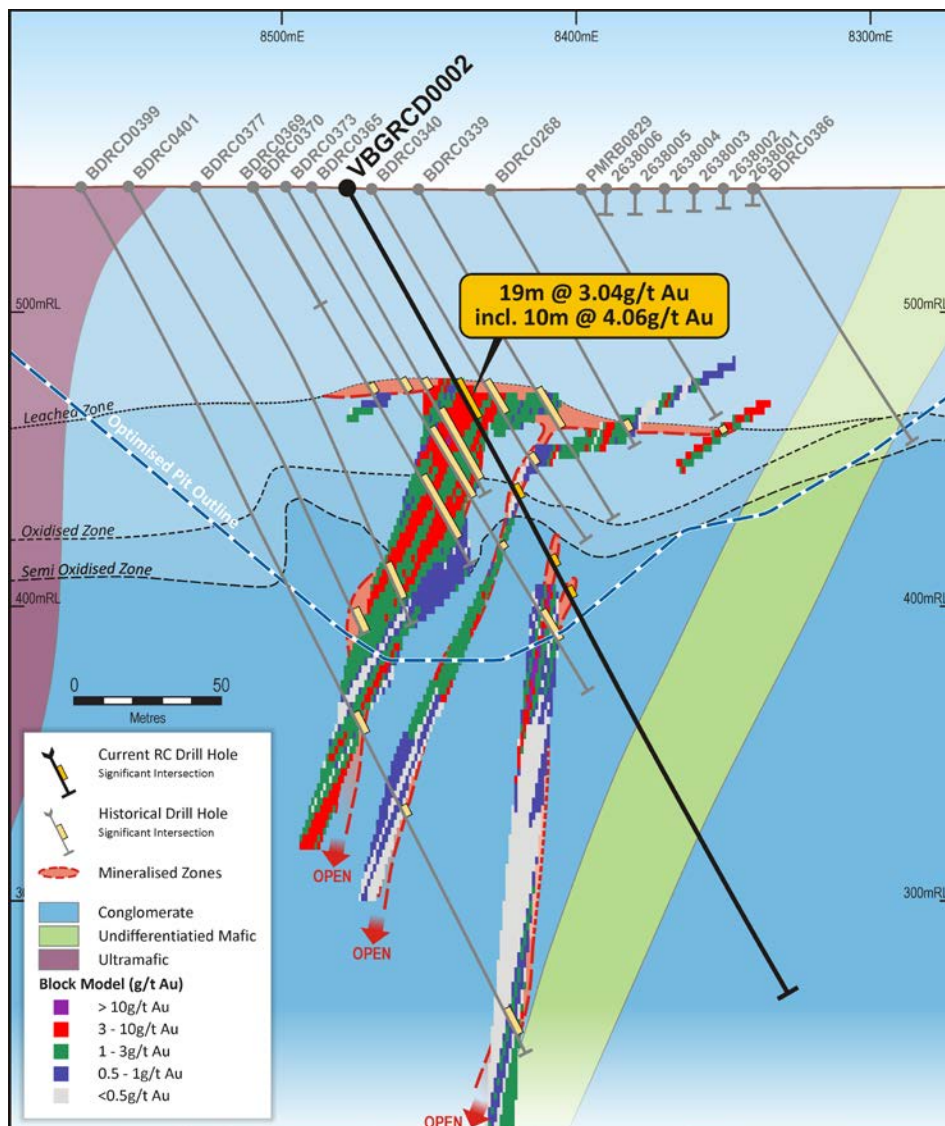 8500mE
8400mE
8300mE
BDRCD0399
BDRC0401
BDRC0377
BDRC0369
BDRC0370
BDRC0373
BDRC0365
VBGRCD0002
BDRC0340
BDRC0339
BDRC0268
PMRB0829
2638006
2638005
2638004
2638003
2638002
2638001
BDRC0386
19m @ 3.04g/t Au
incl. 10m @ 4.06g/t Au
500mRL
500mRL
Leached Zone
Optimised Pit Outline
Oxidised Zone
Semi Oxidised Zone
400mRL
400mRL
0
50
Metres
Current RC Drill Hole
Significant Intersection
Historical Drill Hole
Significant Intersection
Mineralised Zones
OPEN
300mRL
Conglomerate
Undifferentiatied Mafic
OPEN
Ultramafic
Block Model (g/t Au)
> 10g/t Au
3 - 10g/t Au
1 - 3g/t Au
0.5 - 1g/t Au
<0.5g/t Au
OPEN